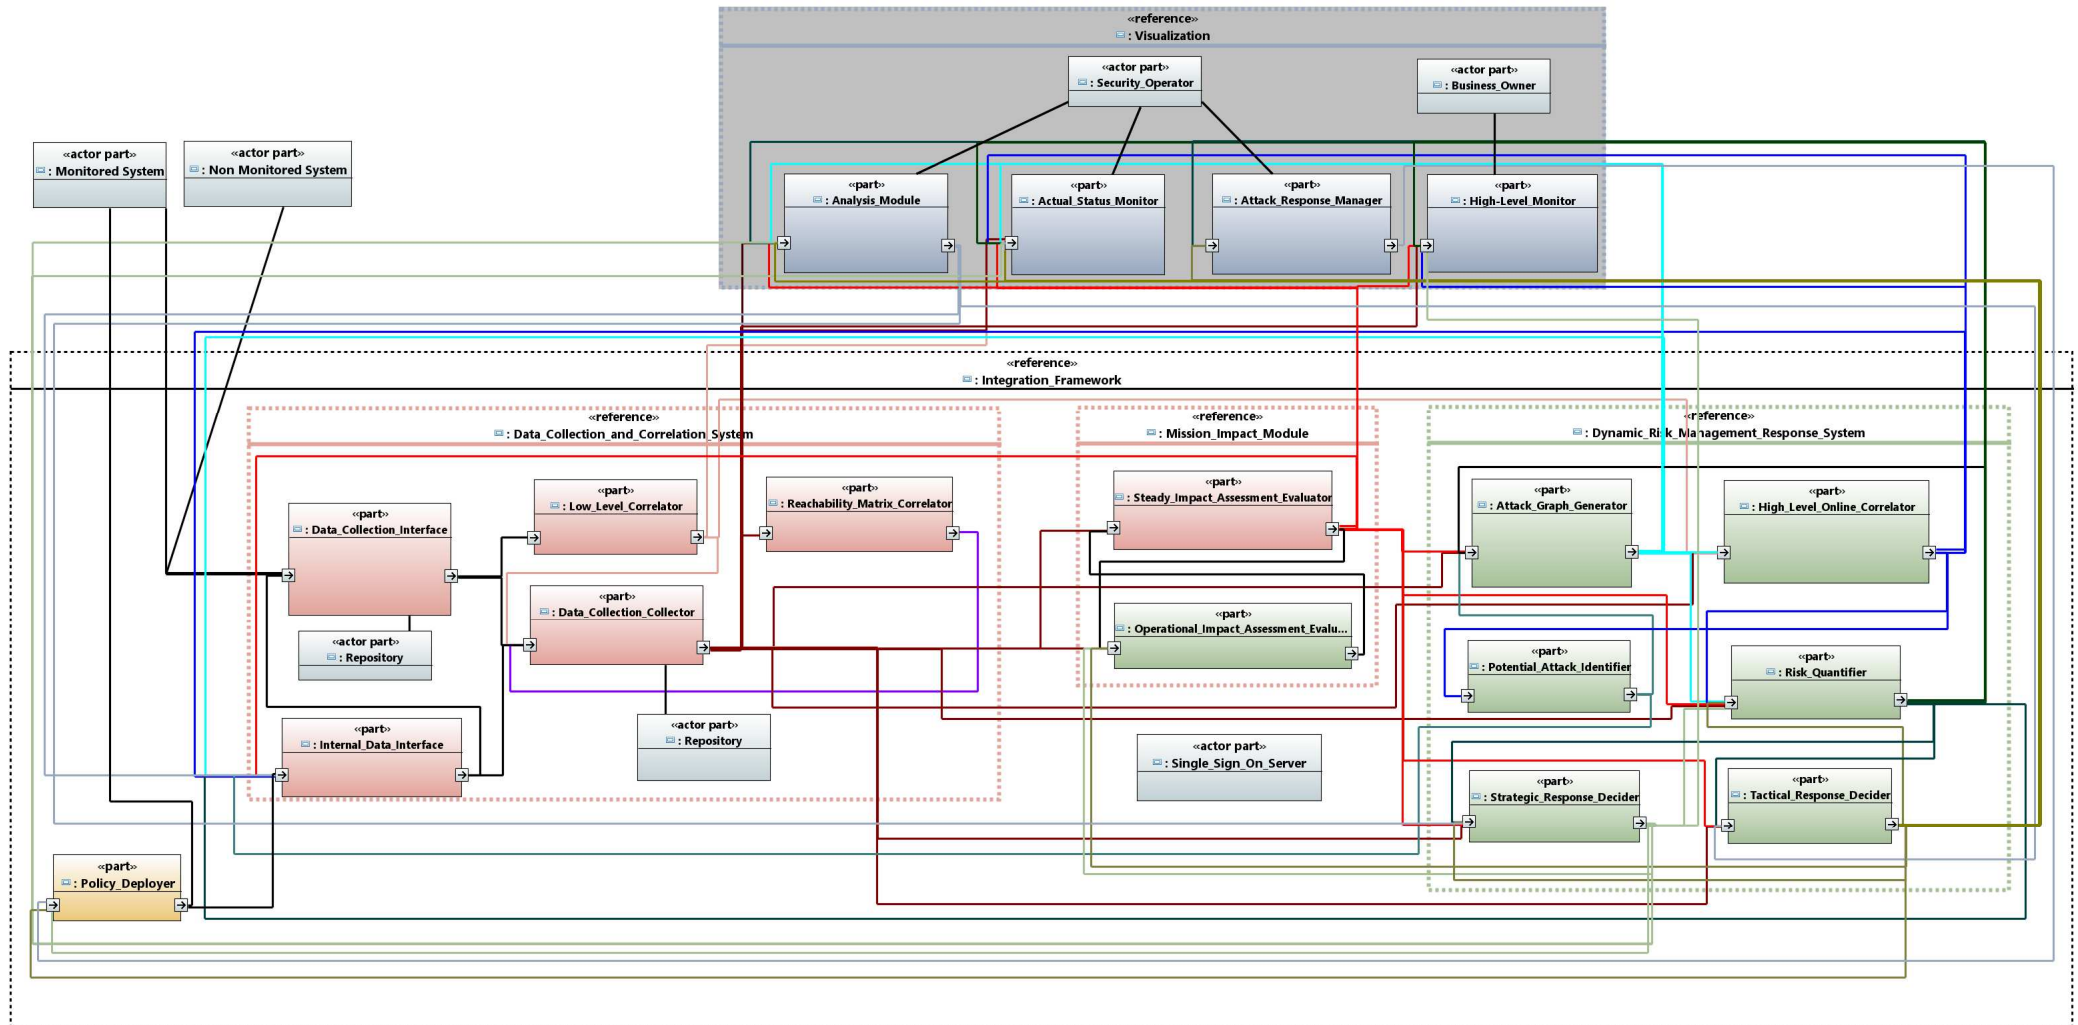 «reference»
: Visualization
«actor part»
: Security_Operator
«actor part»
: Business_Owner
«actor part»
: Monitored System
«actor part»
: Non Monitored System
«part»
: Analysis_Module
«part»
: Actual_Status_Monitor
«part»
: Attack_Response_Manager
«part»
: High-Level_Monitor
«reference»
: Integration_Framework
«reference»
: Data_Collection_and_Correlation_System
«reference»
: Mission_Impact_Module
«reference»
: Dynamic_Risk_Management_Response_System
«part»
: Data_Collection_Interface
«part»
: Low_Level_Correlator
«part»
: Reachability_Matrix_Correlator
«part»
: Steady_Impact_Assessment_Evaluator
«part»
: Attack_Graph_Generator
«part»
: High_Level_Online_Correlator
«part»
: Data_Collection_Collector
«part»
: Operational_Impact_Assessment_Evalu...
«actor part»
: Repository
«part»
: Potential_Attack_Identifier
«part»
: Risk_Quantifier
«part»
: Internal_Data_Interface
«actor part»
: Repository
«actor part»
: Single_Sign_On_Server
«part»
: Strategic_Response_Decider
«part»
: Tactical_Response_Decider
«part»
: Policy_Deployer